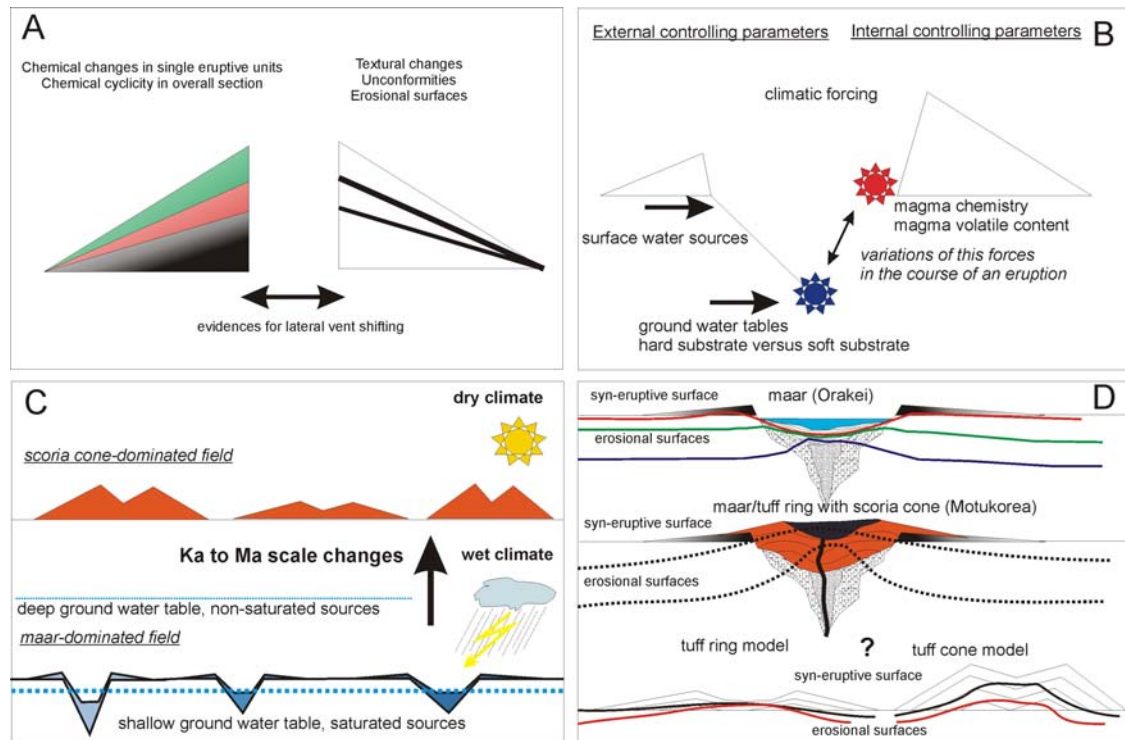 A
Chemical changes in single eruptive units
Chemical cyclicity in overall section
Textural changes
Unconformities
Erosional surfaces
evidences for lateral vent shifting
B
External controlling parameters
Internal controlling parameters
climatic forcing
surface water sources
magma chemistry
magma volatile content
variations of this forces
in the course of an eruption
ground water tables
hard substrate versus soft substrate
C
dry climate
scoria cone-dominated field
Ka to Ma scale changes
wet climate
deep ground water table, non-saturated sources
maar-dominated field
shallow ground water table, saturated sources
D
syn-eruptive surface
maar (Orakei)
erosional surfaces
maar/tuff ring with scoria cone (Motukorea)
syn-eruptive surface
erosional surfaces
tuff ring model
?
tuff cone model
syn-eruptive surface
erosional surfaces